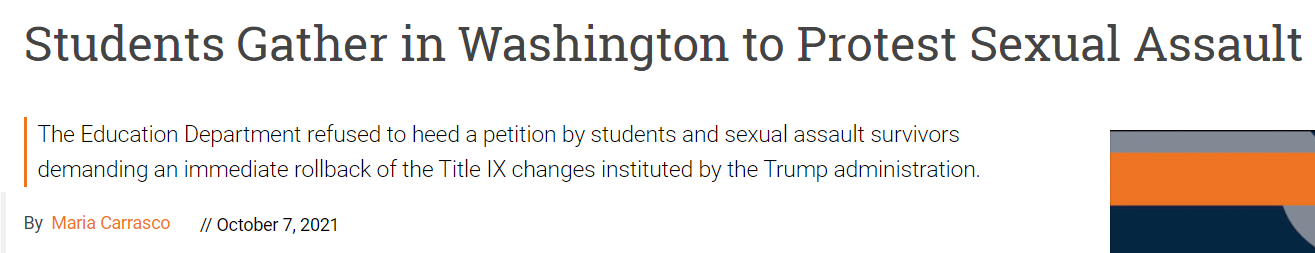 Students Gather in Washington to Protest Sexual Assault
The Education Department refused to heed a petition by students and sexual assault survivors
demanding an immediate rollback of the Title IX changes instituted by the Trump administration.
By Maria Carrasco // October 7, 2021